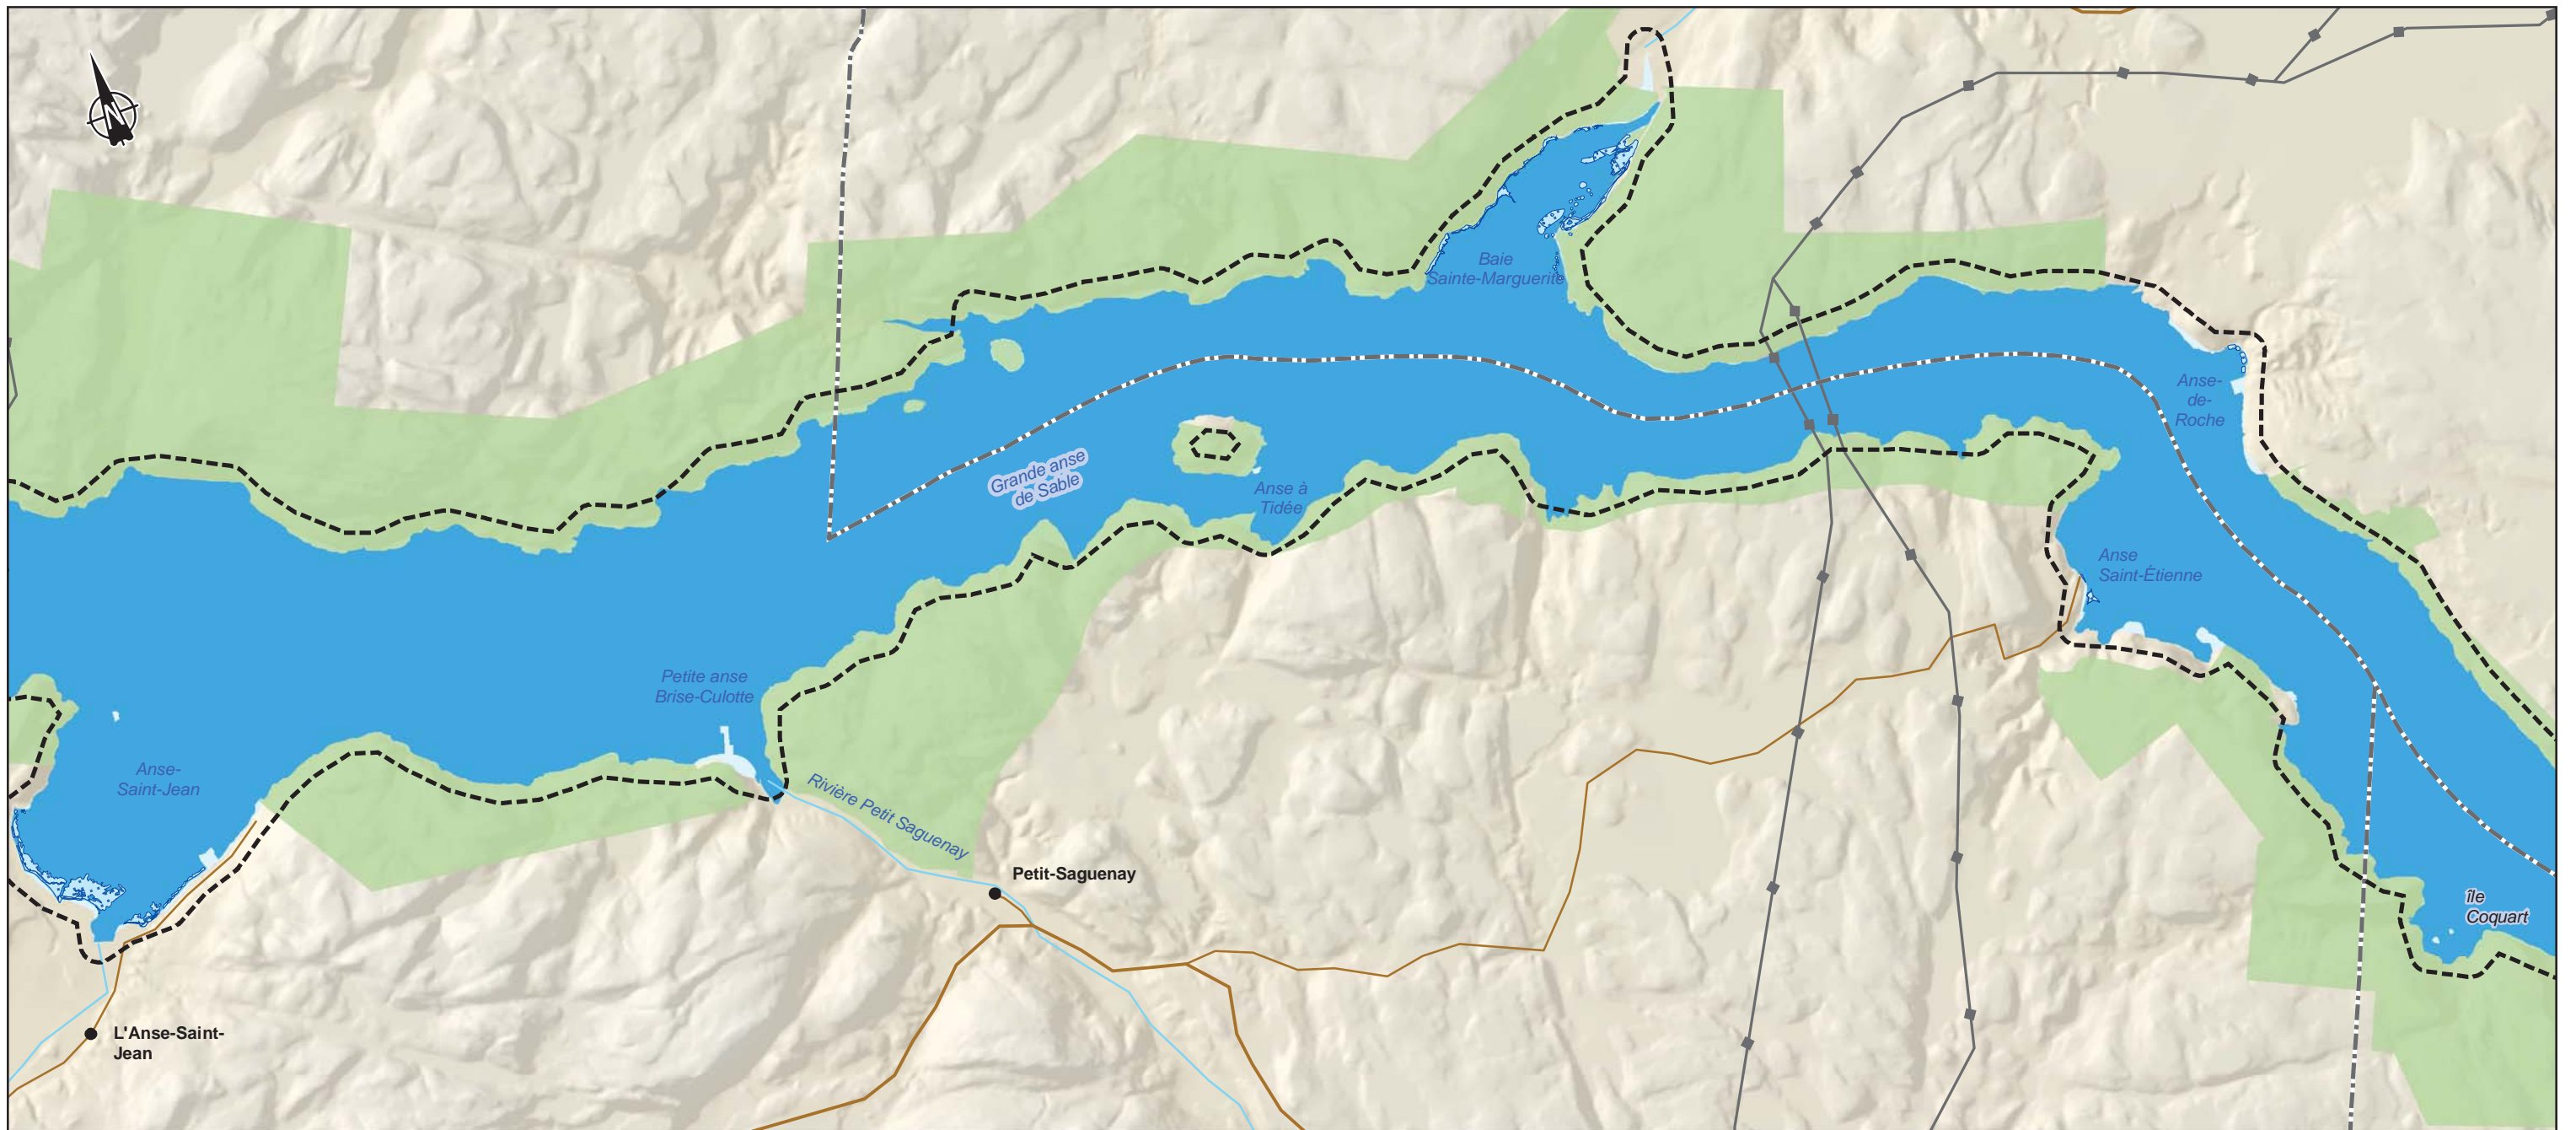 N
Baie
Sainte-Marguerite
Anse-
de-
Roche
Grande anse
de Sable
Anse à
Tidée
Anse
Saint-Étienne
Petite anse
Brise-Culotte
Anse-
Saint-Jean
Rivière Petit Saguenay
Petit-Saguenay
île
Coquart
L'Anse-Saint-
Jean